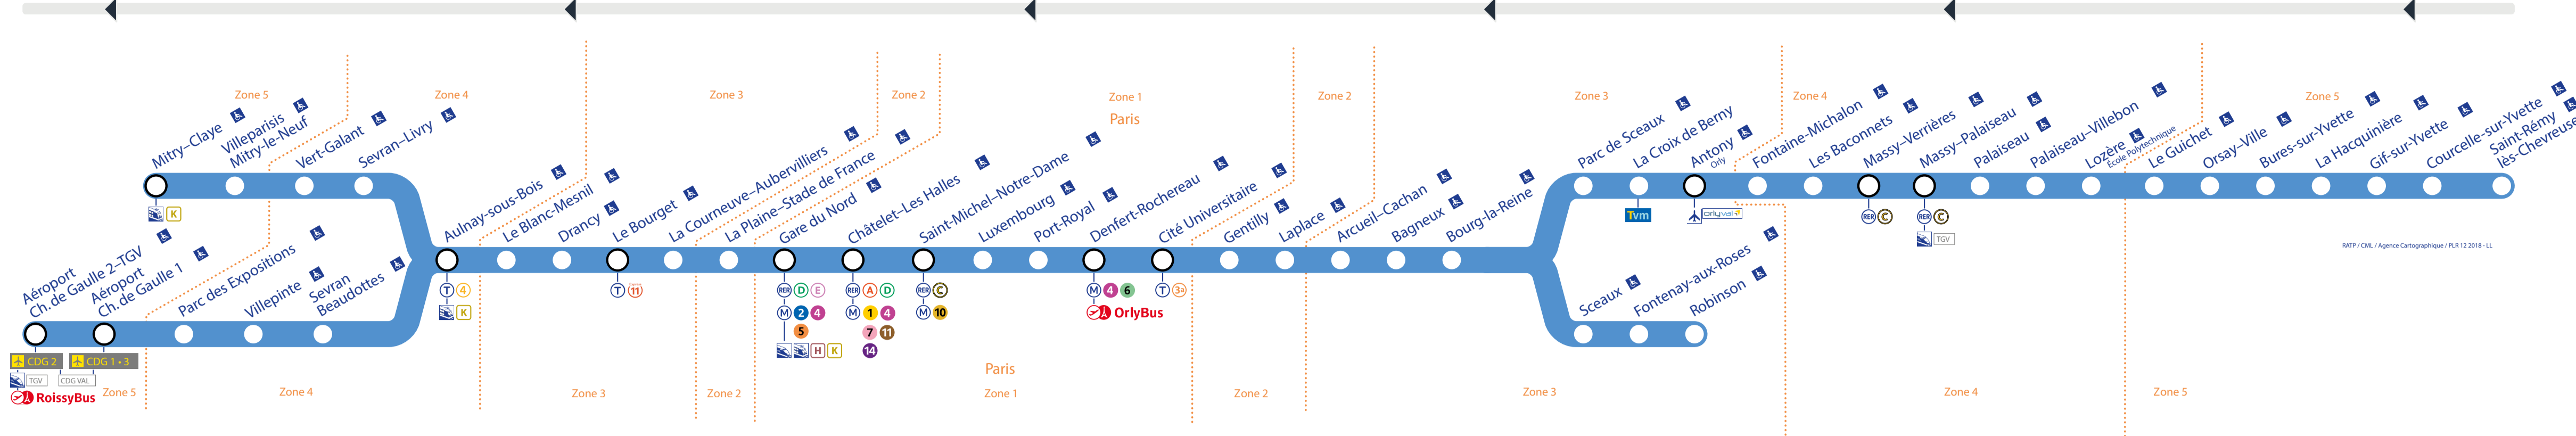 Zone 5
Zone 4
Zone 3
Zone 2
Zone 1
Paris
Zone 2
Zone 3
Zone 4
Zone 5
Mitry–Claye
Villeparisis
Mitry-le-Neuf
Vert-Galant
Sevran–Livry
K
Aéroport
Ch. de Gaulle 2–TGV
Aéroport
Ch. de Gaulle 1
Parc des Expositions
Villepinte
Sevran
Beaudottes
CDG 2
CDG 1 • 3
TGV
CDG VAL
RoissyBus
Aulnay-sous-Bois
T 4
K
Le Blanc-Mesnil
Drancy
Le Bourget
T 11
La Courneuve–Aubervilliers
La Plaine–Stade de France
Gare du Nord
RER D E
M 2 4
5
H K
Châtelet–Les Halles
RER A D
M 1 4
7 11
14
Saint-Michel–Notre-Dame
RER C
M 10
Luxembourg
Port-Royal
Denfert-Rochereau
M 4 6
OrlyBus
Cité Universitaire
T 3a
Gentilly
Laplace
Arcueil–Cachan
Bagneux
Bourg-la-Reine
Parc de Sceaux
La Croix de Berny
Tvm
Antony
Orly
orlyval
Fontaine-Michalon
Les Baconnets
Massy–Verrières
RER C
Massy–Palaiseau
RER C
TGV
Palaiseau
Palaiseau–Villebon
Lozère
École Polytechnique
Le Guichet
Orsay–Ville
Bures-sur-Yvette
La Hacquinière
Gif-sur-Yvette
Courcelle-sur-Yvette
Saint-Rémy
lès-Chevreuse
Sceaux
Fontenay-aux-Roses
Robinson
RATP / CML / Agence Cartographique / PLR 12 2018 - LL
Zone 5
Zone 4
Zone 3
Zone 2
Paris
Zone 1
Zone 2
Zone 3
Zone 4
Zone 5